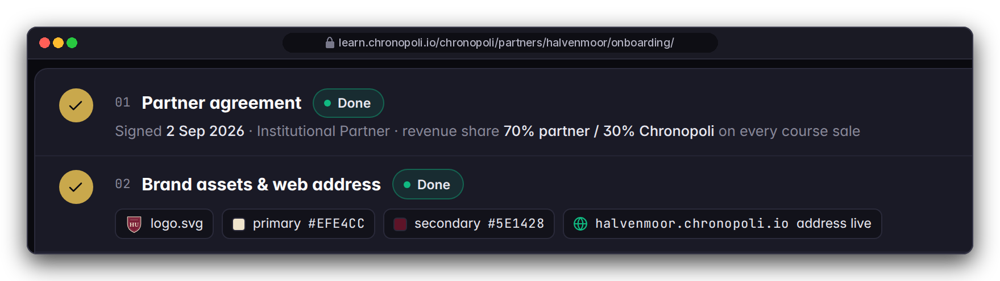 learn.chronopoli.io/chronopoli/partners/halvenmoor/onboarding/
01 Partner agreement Done
Signed 2 Sep 2026 · Institutional Partner · revenue share 70% partner / 30% Chronopoli on every course sale
02 Brand assets & web address Done
HU logo.svg primary #EFE4CC secondary #5E1428 halvenmoor.chronopoli.io address live